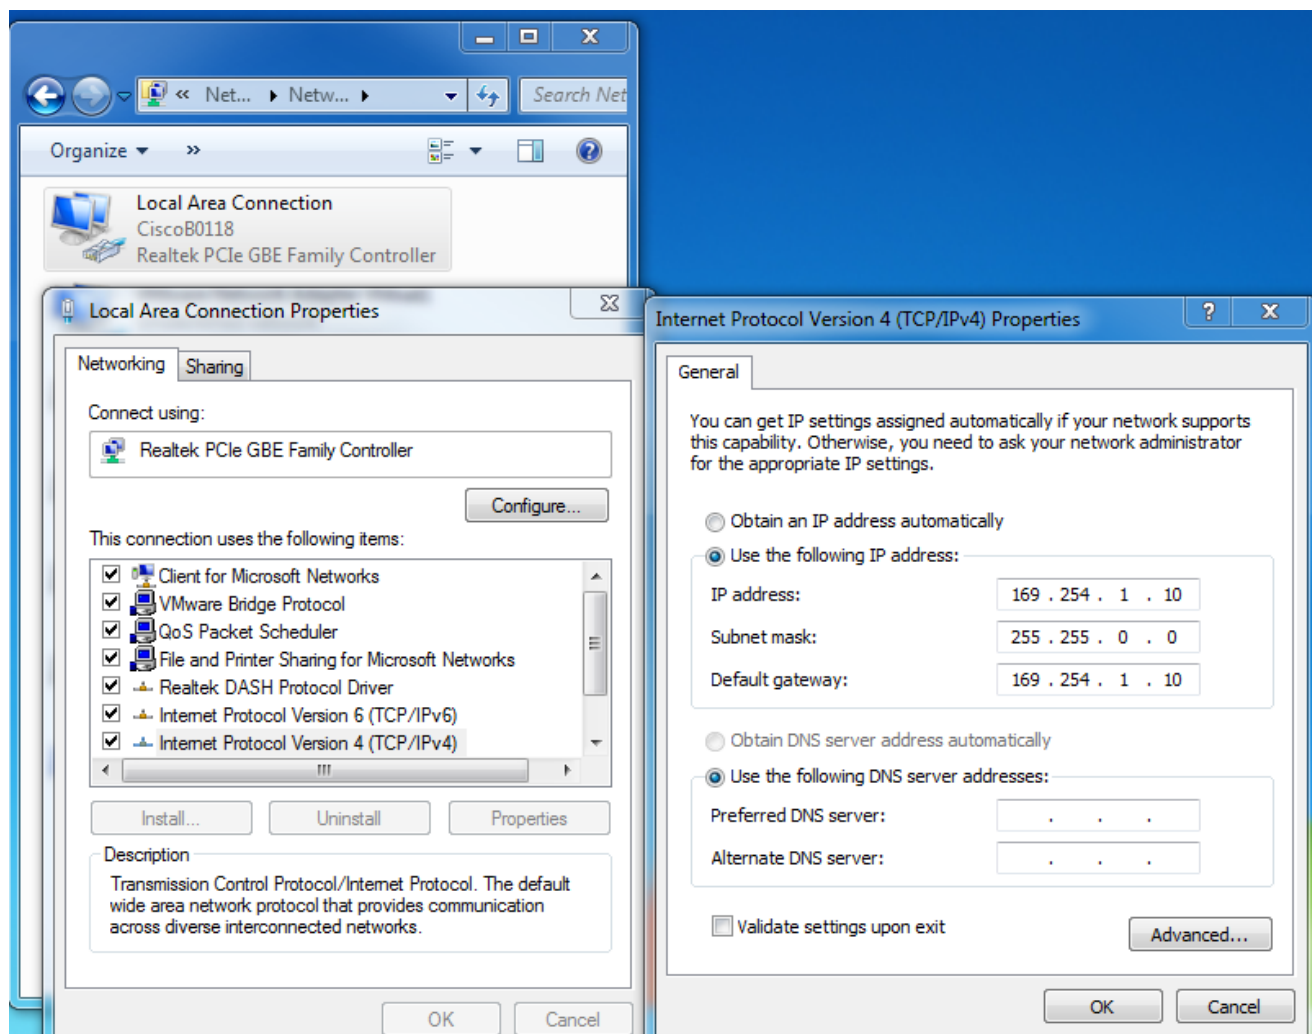 « Net... Netw... Search Net
Organize »
Local Area Connection
CiscoB0118
Realtek PCIe GBE Family Controller
Local Area Connection Properties
Networking Sharing
Connect using:
Realtek PCIe GBE Family Controller
Configure...
This connection uses the following items:
Client for Microsoft Networks
VMware Bridge Protocol
QoS Packet Scheduler
File and Printer Sharing for Microsoft Networks
Realtek DASH Protocol Driver
Internet Protocol Version 6 (TCP/IPv6)
Internet Protocol Version 4 (TCP/IPv4)
Install... Uninstall Properties
Description
Transmission Control Protocol/Internet Protocol. The default
wide area network protocol that provides communication
across diverse interconnected networks.
OK Cancel
Internet Protocol Version 4 (TCP/IPv4) Properties
General
You can get IP settings assigned automatically if your network supports
this capability. Otherwise, you need to ask your network administrator
for the appropriate IP settings.
Obtain an IP address automatically
Use the following IP address:
IP address: 169 . 254 . 1 . 10
Subnet mask: 255 . 255 . 0 . 0
Default gateway: 169 . 254 . 1 . 10
Obtain DNS server address automatically
Use the following DNS server addresses:
Preferred DNS server: . . .
Alternate DNS server: . . .
Validate settings upon exit
Advanced...
OK Cancel